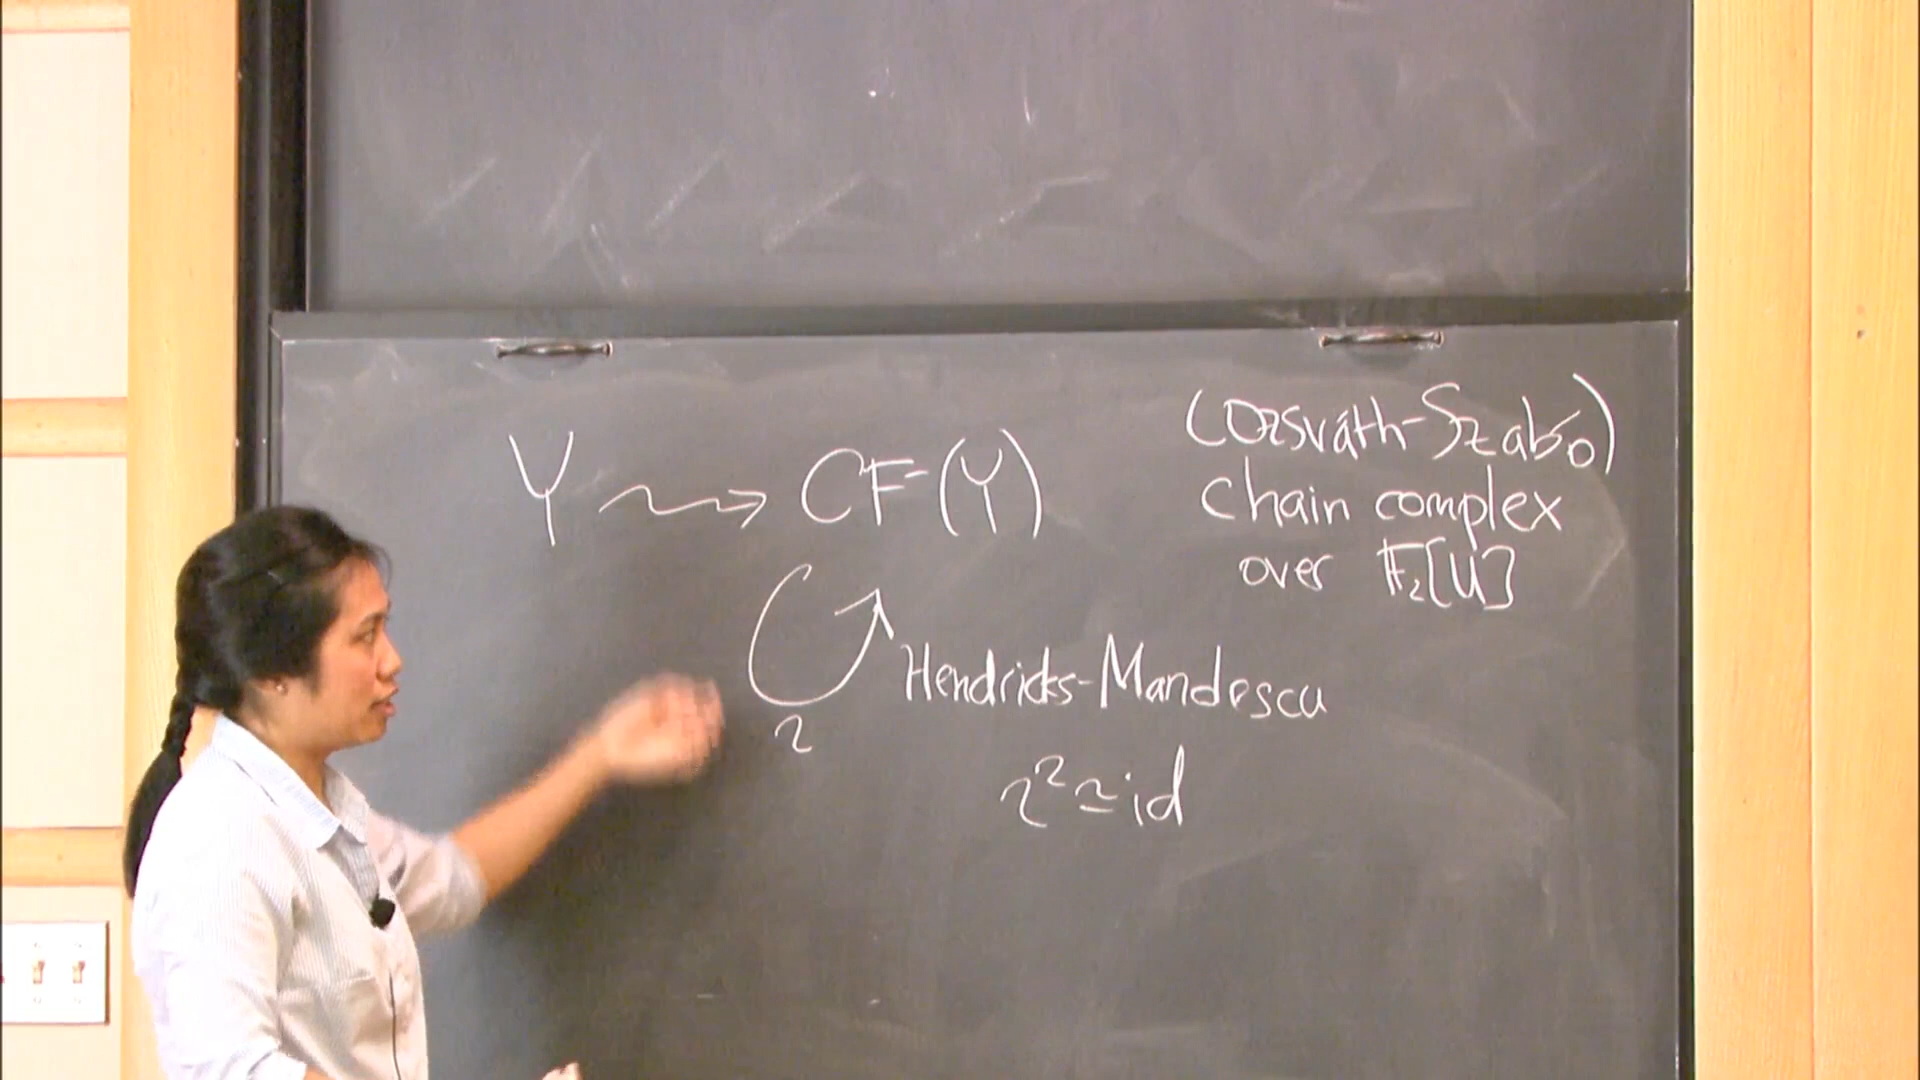 (Ozsváth-Szabó)
Y ⇝ CF⁻(Y)
chain complex
over 𝔽₂[U]
Hendricks-Manolescu
ι
ι² ≃ id